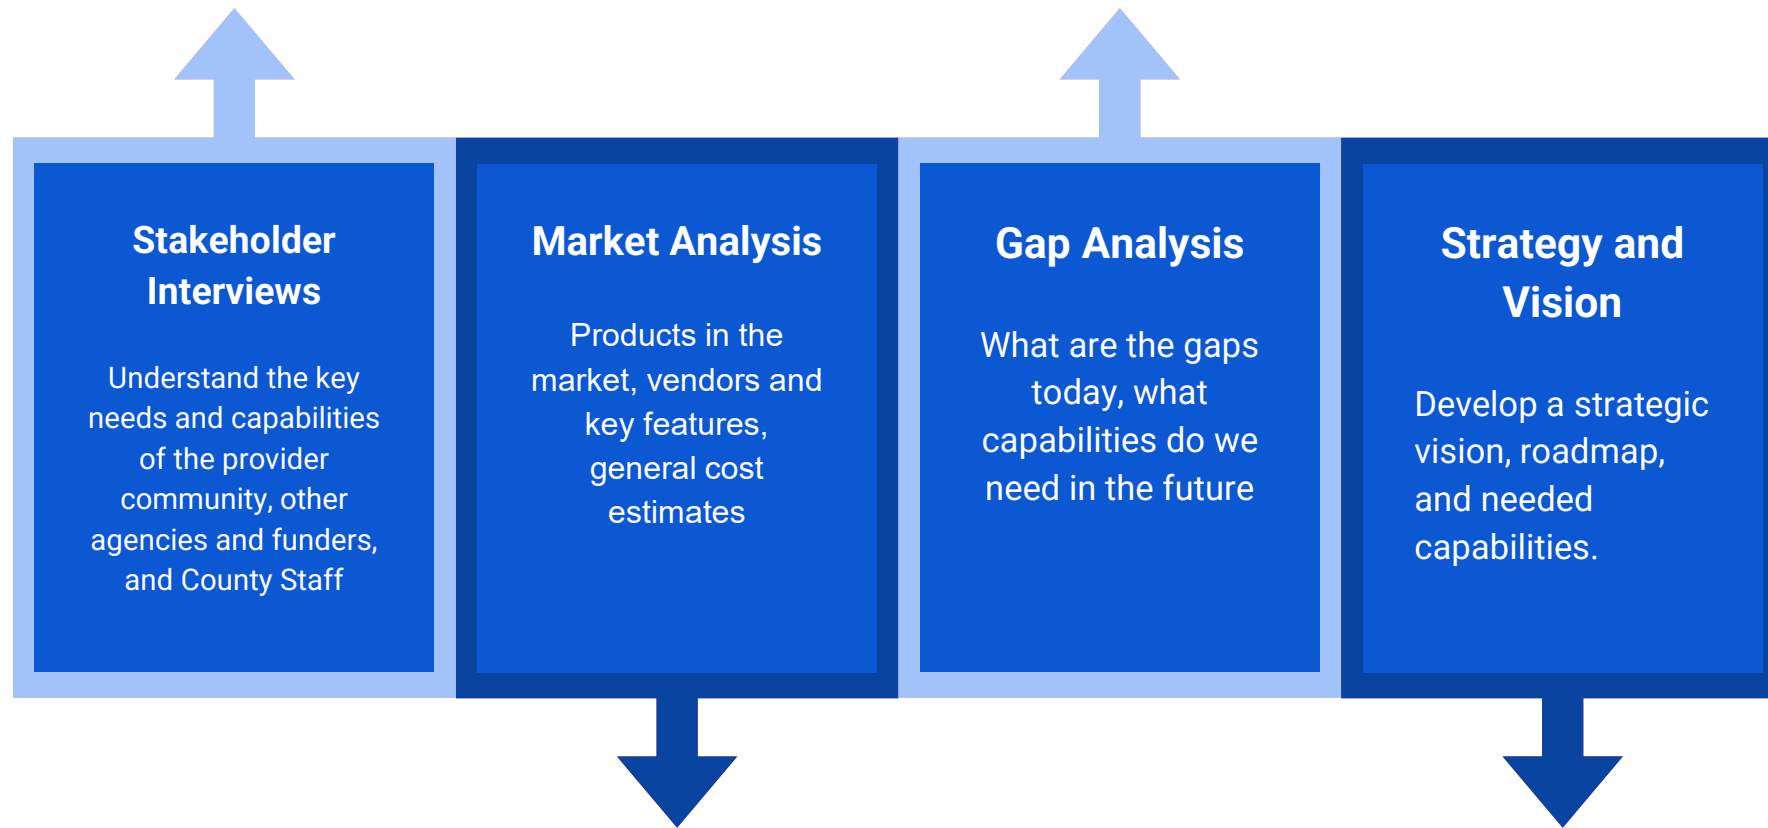 Stakeholder
Interviews
Understand the key
needs and capabilities
of the provider
community, other
agencies and funders,
and County Staff
Market Analysis
Products in the
market, vendors and
key features,
general cost
estimates
Gap Analysis
What are the gaps
today, what
capabilities do we
need in the future
Strategy and
Vision
Develop a strategic
vision, roadmap,
and needed
capabilities.